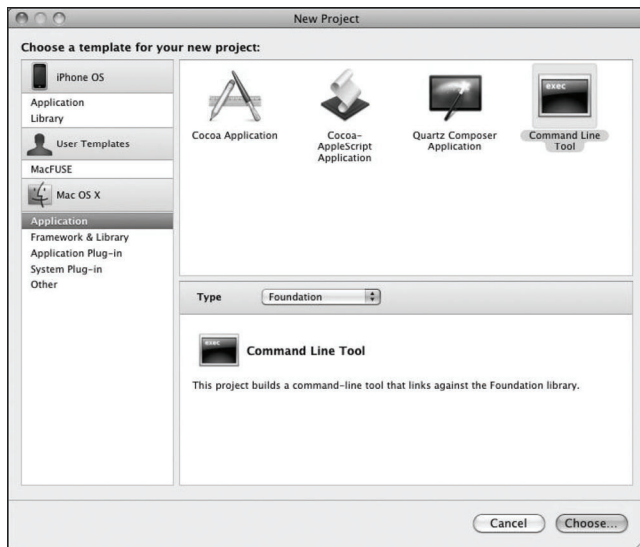 New Project
Choose a template for your new project:
iPhone OS
Application
Library
User Templates
MacFUSE
Mac OS X
Application
Framework & Library
Application Plug-in
System Plug-in
Other
Cocoa Application
Cocoa-
AppleScript
Application
Quartz Composer
Application
exec
Command Line
Tool
Type
Foundation
exec
Command Line Tool
This project builds a command-line tool that links against the Foundation library.
Cancel
Choose...